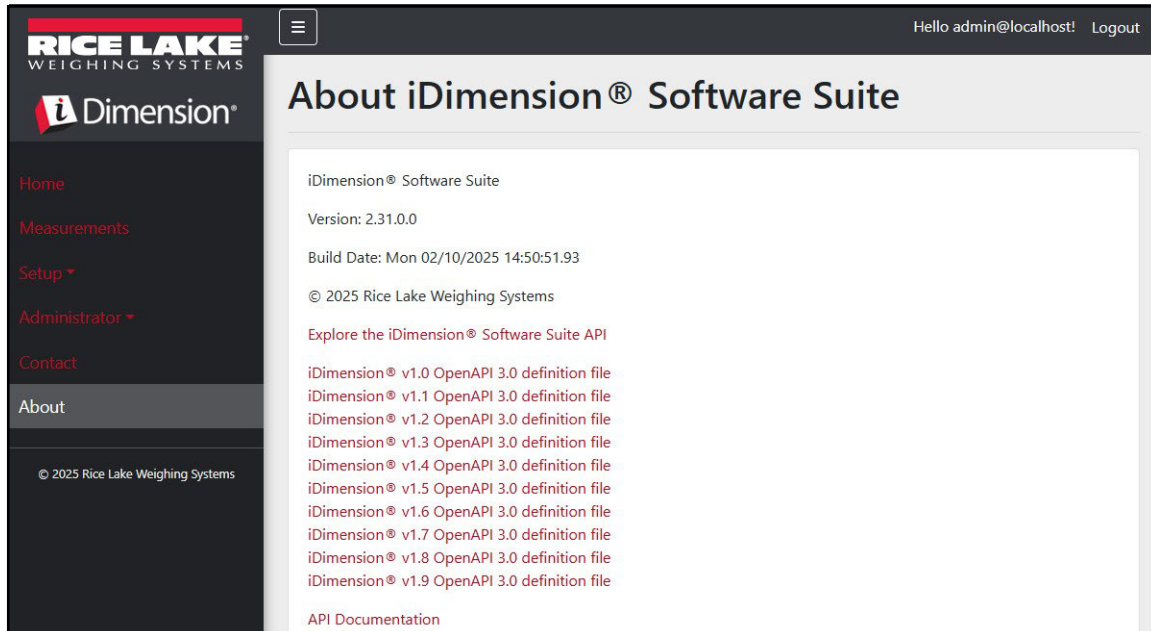 RICE LAKE®
WEIGHING SYSTEMS
i Dimension®
Home
Measurements
Setup
Administrator
Contact
About
© 2025 Rice Lake Weighing Systems
☰
Hello admin@localhost! Logout
About iDimension® Software Suite
iDimension® Software Suite
Version: 2.31.0.0
Build Date: Mon 02/10/2025 14:50:51.93
© 2025 Rice Lake Weighing Systems
Explore the iDimension® Software Suite API
iDimension® v1.0 OpenAPI 3.0 definition file
iDimension® v1.1 OpenAPI 3.0 definition file
iDimension® v1.2 OpenAPI 3.0 definition file
iDimension® v1.3 OpenAPI 3.0 definition file
iDimension® v1.4 OpenAPI 3.0 definition file
iDimension® v1.5 OpenAPI 3.0 definition file
iDimension® v1.6 OpenAPI 3.0 definition file
iDimension® v1.7 OpenAPI 3.0 definition file
iDimension® v1.8 OpenAPI 3.0 definition file
iDimension® v1.9 OpenAPI 3.0 definition file
API Documentation